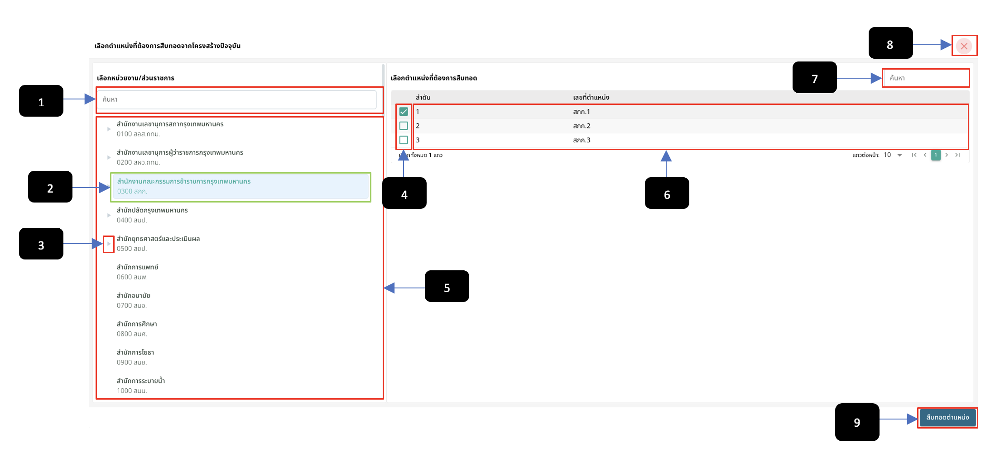 เลือกตำแหน่งที่ต้องการสืบทอดจากโครงสร้างปัจจุบัน
8
เลือกหน่วยงาน/ส่วนราชการ
1
ค้นหา
สำนักงานเลขานุการสภากรุงเทพมหานคร
0100 สลส.กทม.
สำนักงานเลขานุการผู้ว่าราชการกรุงเทพมหานคร
0200 สผว.กทม.
2
สำนักงานคณะกรรมการข้าราชการกรุงเทพมหานคร
0300 สกก.
สำนักปลัดกรุงเทพมหานคร
0400 สนป.
3
สำนักยุทธศาสตร์และประเมินผล
0500 สยป.
สำนักการแพทย์
0600 สนพ.
5
สำนักอนามัย
0700 สนอ.
สำนักการศึกษา
0800 สนศ.
สำนักการโยธา
0900 สนย.
สำนักการระบายน้ำ
1000 สนน.
เลือกตำแหน่งที่ต้องการสืบทอด
7
ค้นหา
ลำดับ เลขที่ตำแหน่ง
1 สกก.1
2 สกก.2
3 สกก.3
ทั้งหมด 1 แถว
แถวต่อหน้า: 10 1
4
6
9
สืบทอดตำแหน่ง